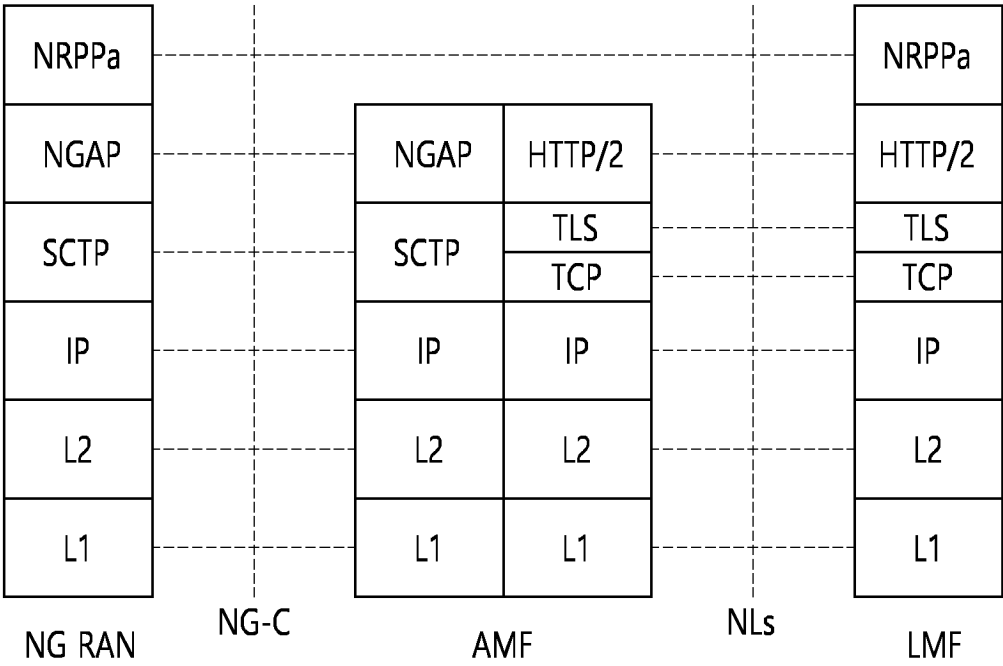 NRPPa NRPPa
NGAP NGAP HTTP/2 HTTP/2
SCTP SCTP TLS TLS
TCP TCP
IP IP IP IP
L2 L2 L2 L2
L1 L1 L1 L1
NG-C NLs
NG RAN AMF LMF